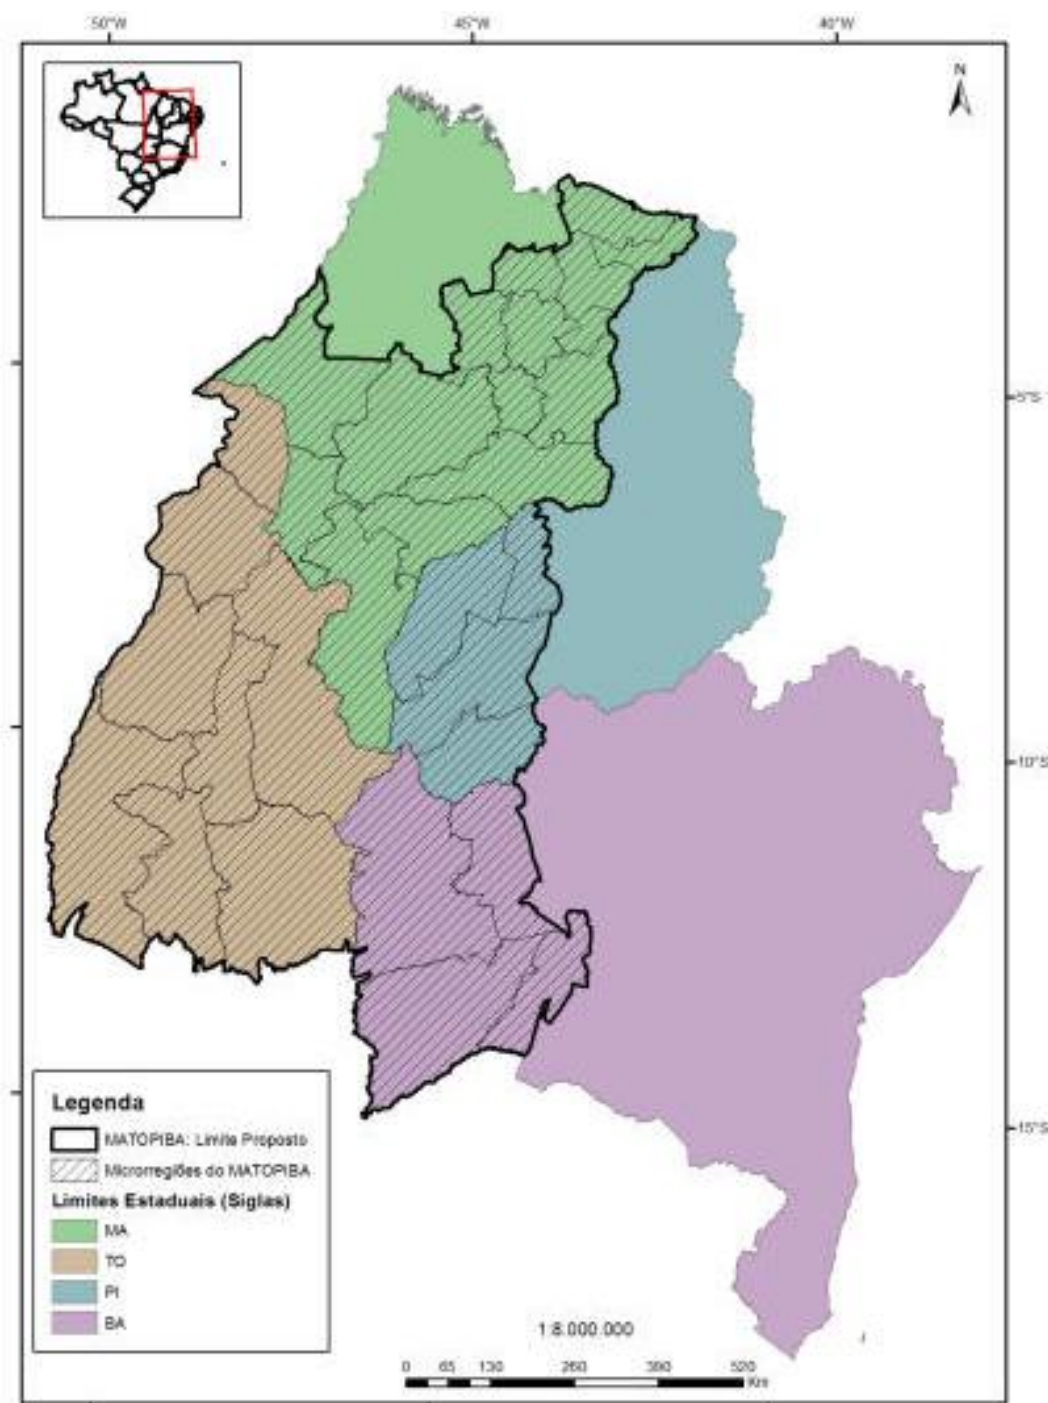 50°W 45°W 40°W
N
5°S
10°S
15°S
Legenda
MATOPIBA: Limite Proposto
Microrregiões do MATOPIBA
Limites Estaduais (Siglas)
MA
TO
PI
BA
1:8.000.000
0 65 130 260 390 520
Km